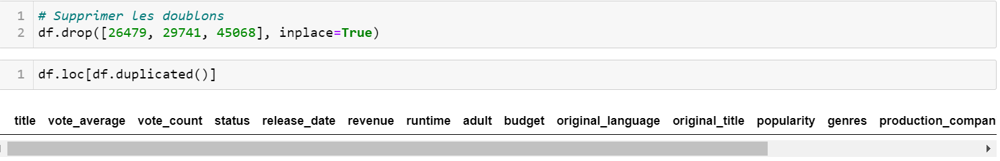 1 # Supprimer les doublons
2 df.drop([26479, 29741, 45068], inplace=True)
1 df.loc[df.duplicated()]
title vote_average vote_count status release_date revenue runtime adult budget original_language original_title popularity genres production_compan